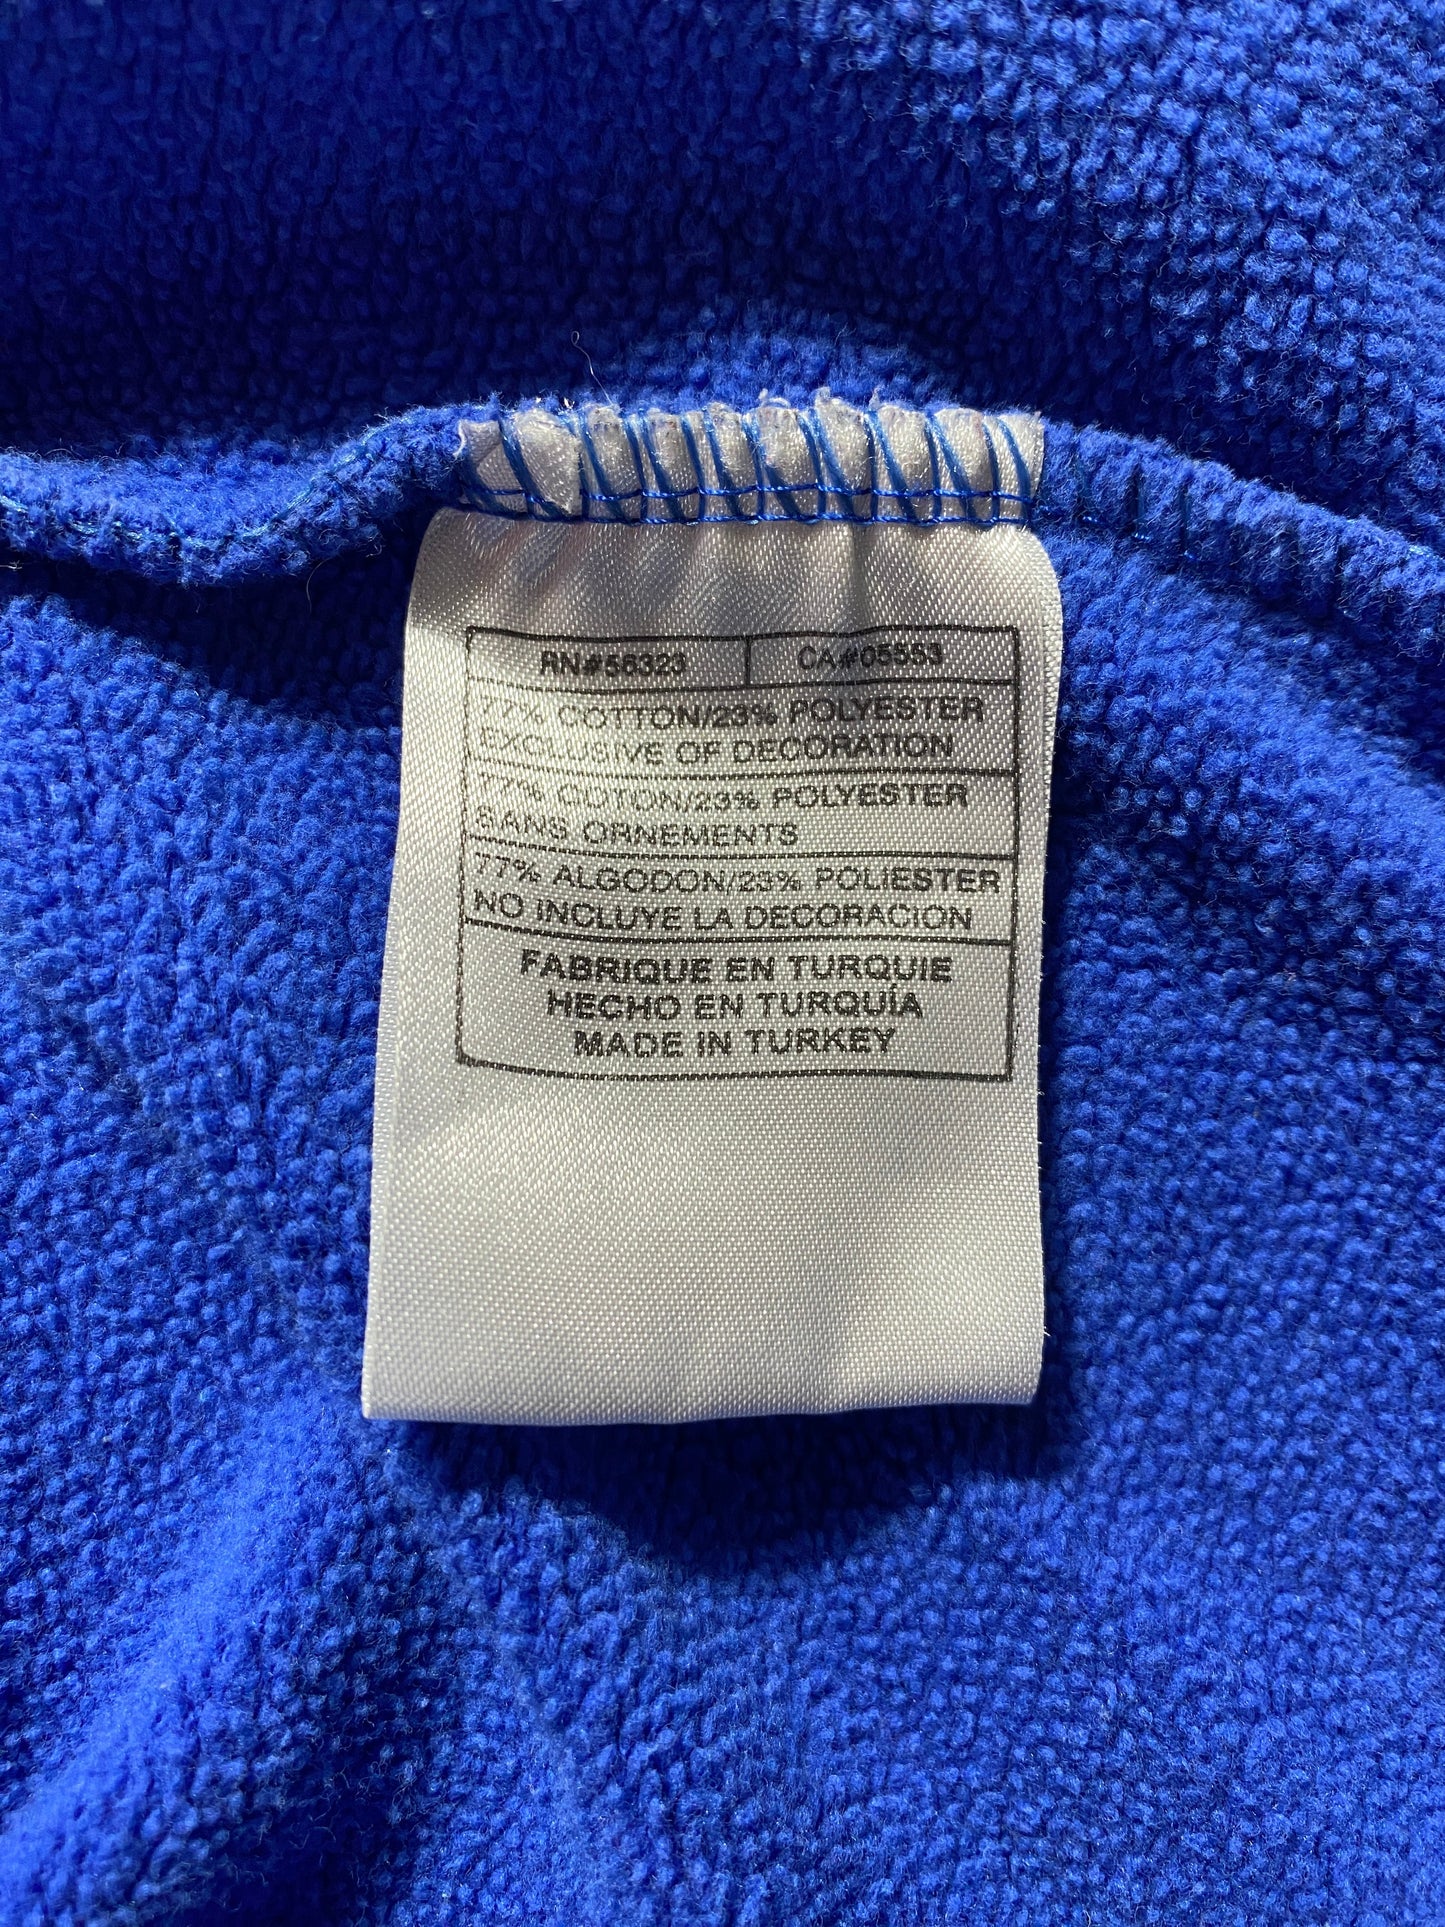 RN#56323 CA#05553
77% COTTON/23% POLYESTER
EXCLUSIVE OF DECORATION
77% COTON/23% POLYESTER
SANS ORNEMENTS
77% ALGODON/23% POLIESTER
NO INCLUYE LA DECORACION
FABRIQUE EN TURQUIE
HECHO EN TURQUÍA
MADE IN TURKEY